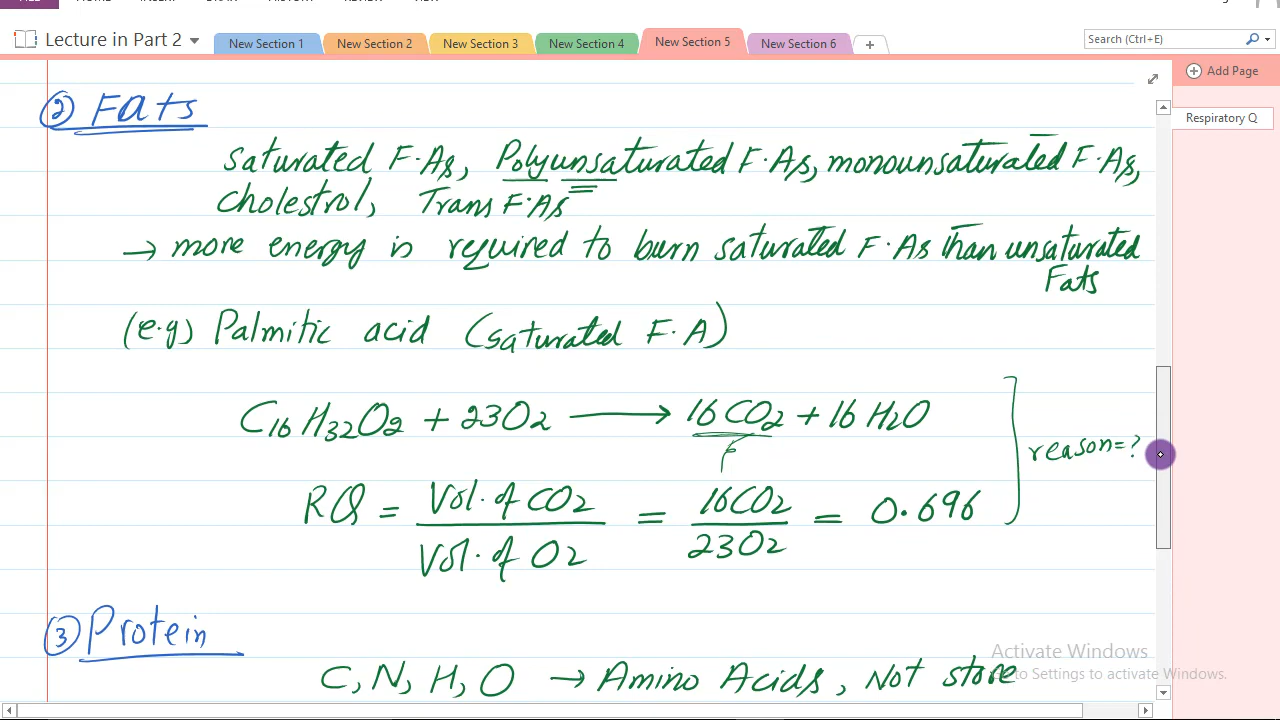 Lecture in Part 2
New Section 1 New Section 2 New Section 3 New Section 4 New Section 5 New Section 6
Search (Ctrl+E)
Add Page
Respiratory Q
② Fats
saturated F.As, Polyunsaturated F.As, monounsaturated F.As,
cholestrol, Trans F.As
→ more energy is required to burn saturated F.As than unsaturated
Fats
(e.g) Palmitic acid (saturated F.A)
C16H32O2 + 23O2 → 16CO2 + 16H2O
reason=?
RQ = Vol. of CO2 / Vol. of O2 = 16CO2 / 23O2 = 0.696
③ Protein
C, N, H, O → Amino Acids, Not store
Activate Windows
Go to Settings to activate Windows.